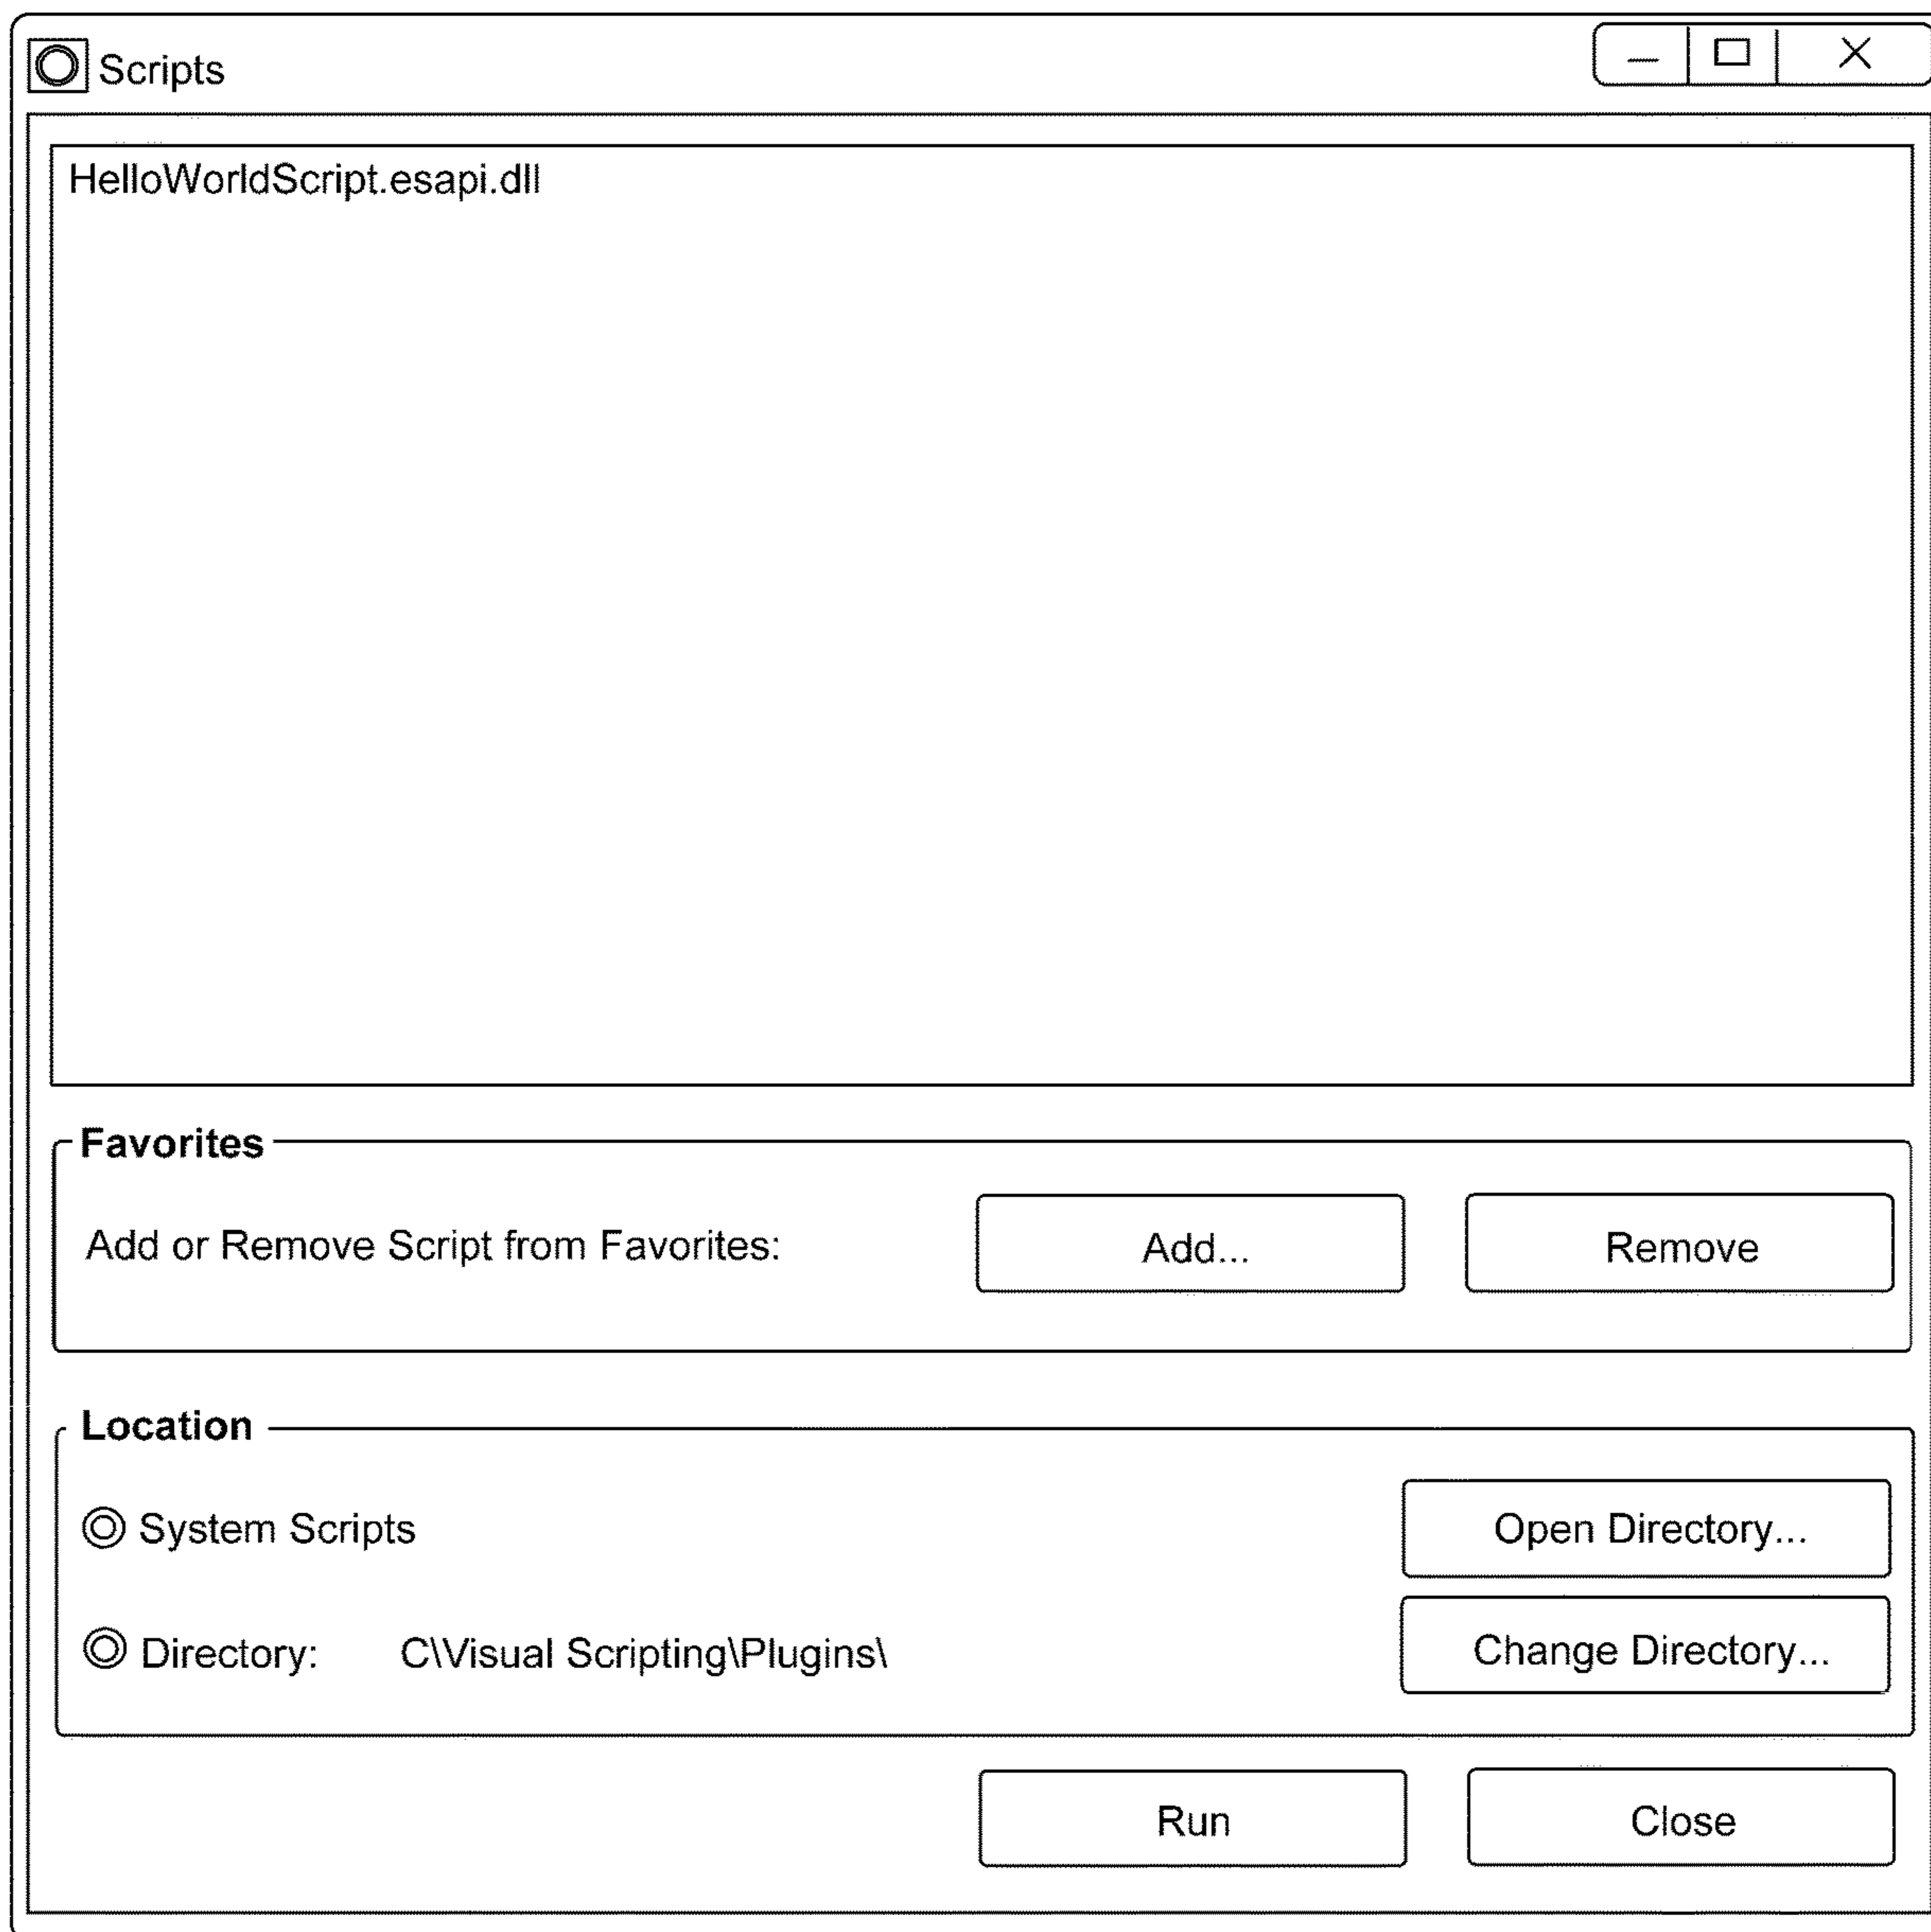 Scripts
HelloWorldScript.esapi.dll
Favorites
Add or Remove Script from Favorites: Add... Remove
Location
System Scripts Open Directory...
Directory: C\Visual Scripting\Plugins\ Change Directory...
Run Close